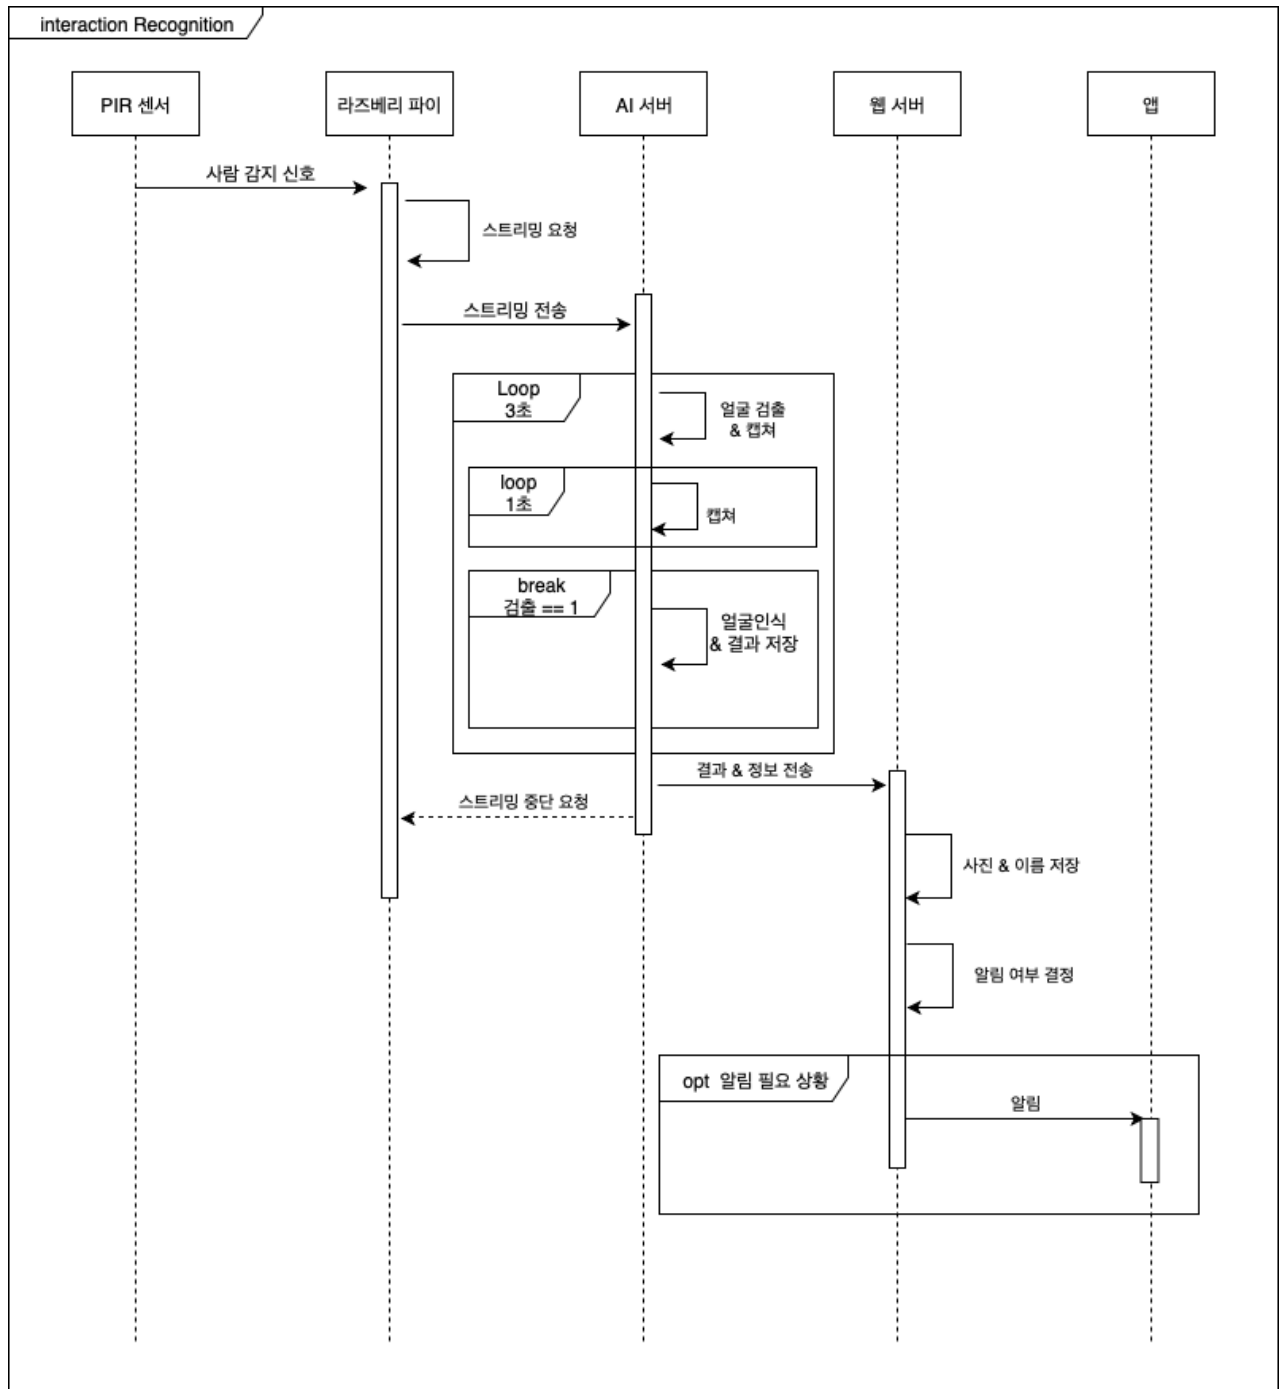 interaction Recognition
PIR 센서
라즈베리 파이
AI 서버
웹 서버
앱
사람 감지 신호
스트리밍 요청
스트리밍 전송
Loop
3초
얼굴 검출
& 캡쳐
loop
1초
캡쳐
break
검출 == 1
얼굴인식
& 결과 저장
결과 & 정보 전송
스트리밍 중단 요청
사진 & 이름 저장
알림 여부 결정
opt 알림 필요 상황
알림